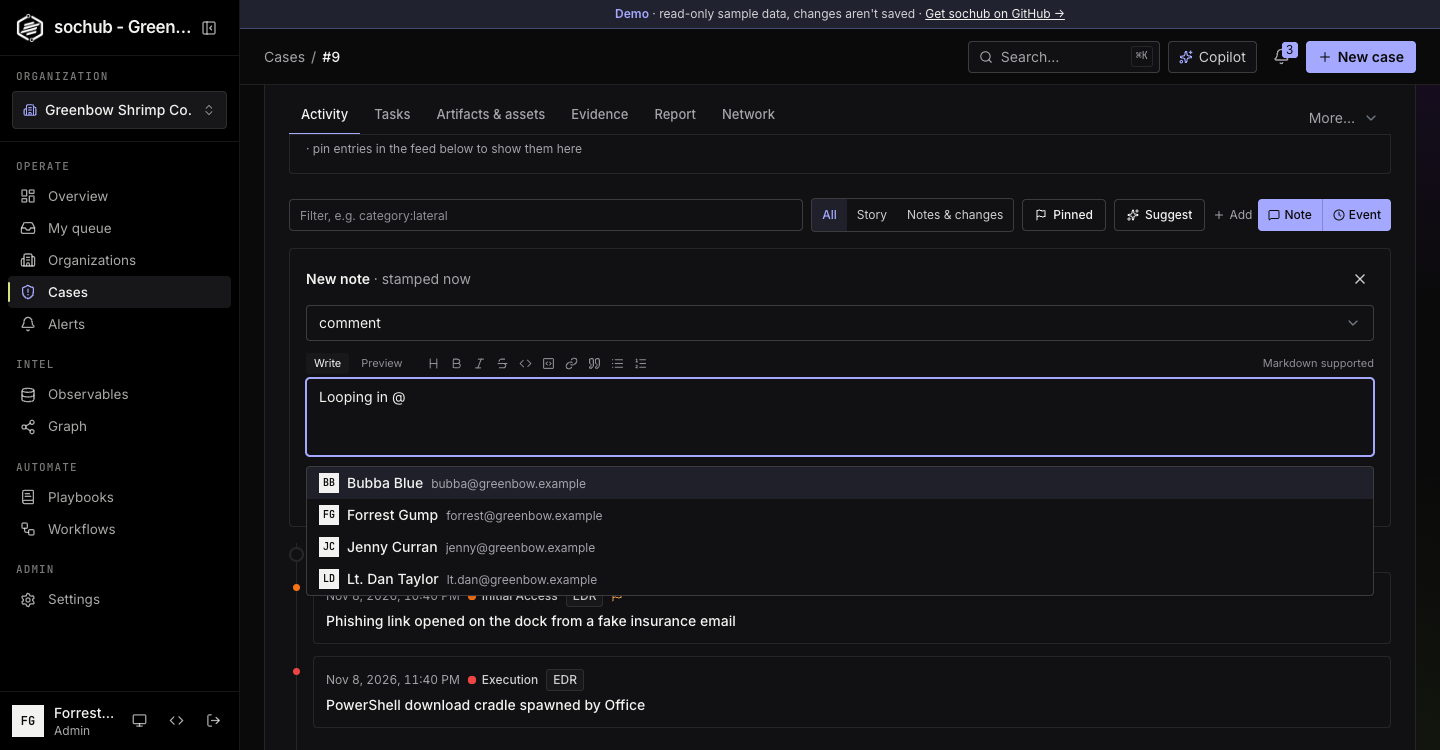 Demo · read-only sample data, changes aren't saved · Get sochub on GitHub →
sochub - Green...
ORGANIZATION
Greenbow Shrimp Co.
OPERATE
Overview
My queue
Organizations
Cases
Alerts
INTEL
Observables
Graph
AUTOMATE
Playbooks
Workflows
ADMIN
Settings
FG
Forrest...
Admin
Cases / #9
Search... ⌘K
Copilot
3
+ New case
Activity Tasks Artifacts & assets Evidence Report Network More...
· pin entries in the feed below to show them here
Filter, e.g. category:lateral
All Story Notes & changes Pinned Suggest + Add Note Event
New note · stamped now
comment
Write Preview H B I S Markdown supported
Looping in @
BB Bubba Blue bubba@greenbow.example
FG Forrest Gump forrest@greenbow.example
JC Jenny Curran jenny@greenbow.example
LD Lt. Dan Taylor lt.dan@greenbow.example
Nov 8, 2026, 10:40 PM Initial Access EDR
Phishing link opened on the dock from a fake insurance email
Nov 8, 2026, 11:40 PM Execution EDR
PowerShell download cradle spawned by Office